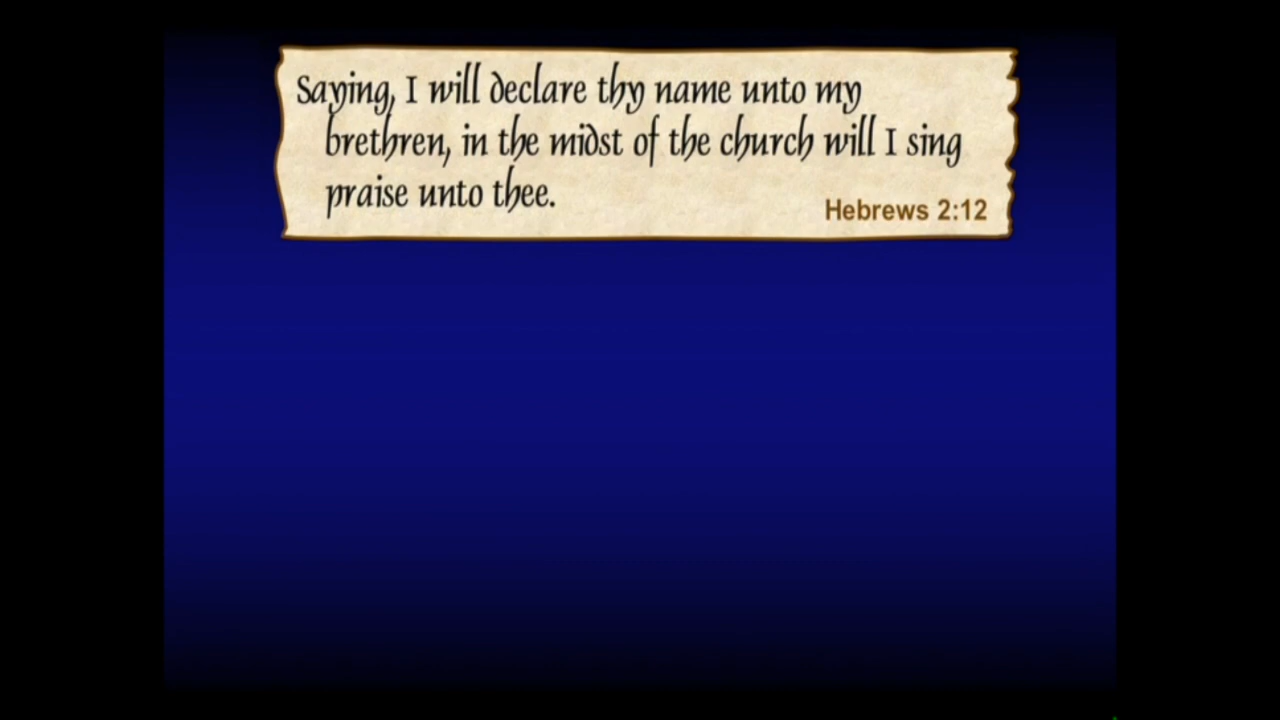 Saying, I will declare thy name unto my
brethren, in the midst of the church will I sing
praise unto thee.
Hebrews 2:12